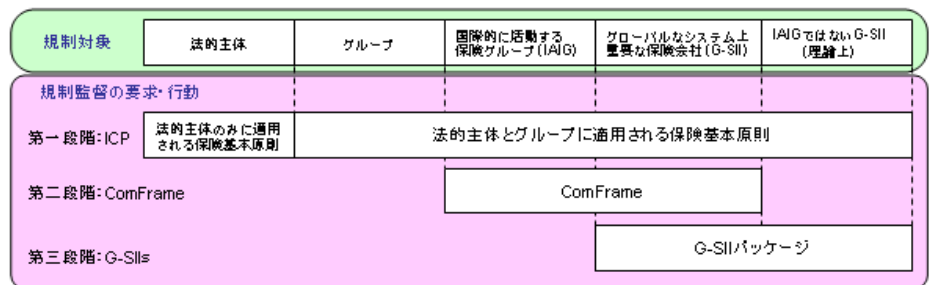 規制対象
法的主体
グループ
国際的に活動する
保険グループ(IAIG)
グローバルなシステム上
重要な保険会社(G-SII)
IAIGではないG-SII
(理論上)
規制監督の要求・行動
第一段階:ICP
法的主体のみに適用
される保険基本原則
法的主体とグループに適用される保険基本原則
第二段階:ComFrame
ComFrame
第三段階:G-SIIs
G-SIIパッケージ